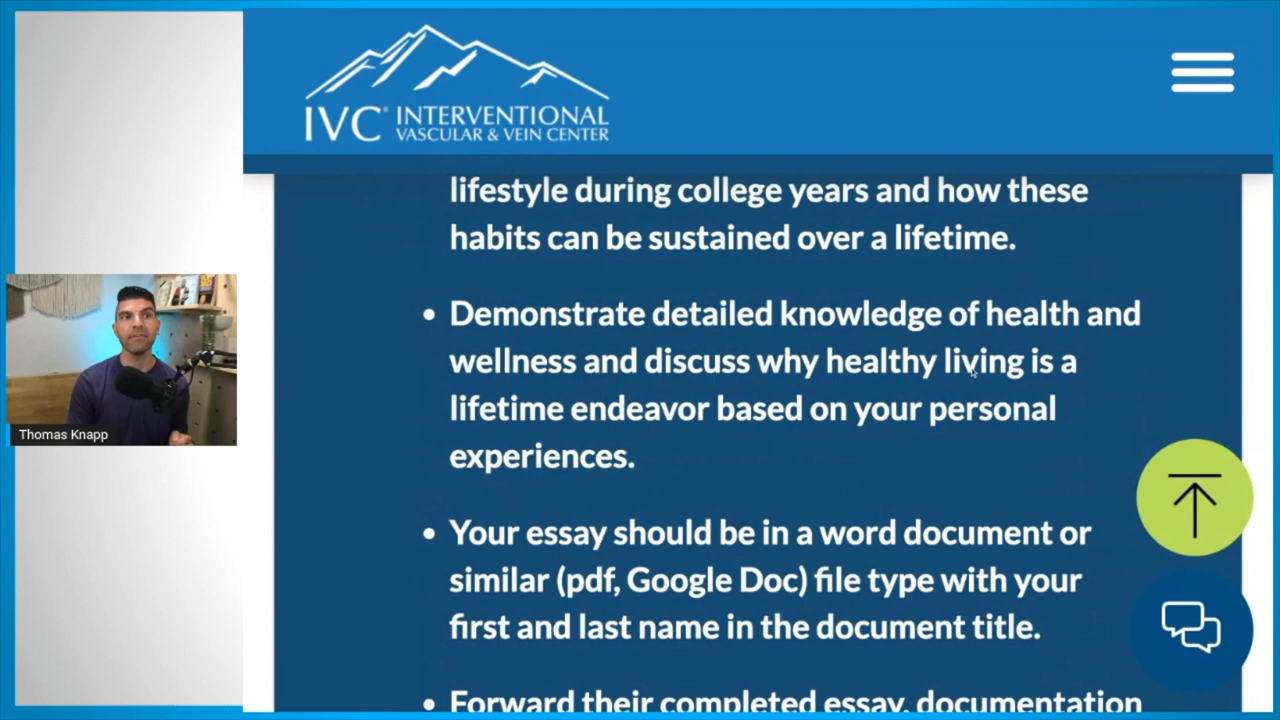 IVC® INTERVENTIONAL
VASCULAR & VEIN CENTER
lifestyle during college years and how these
habits can be sustained over a lifetime.
• Demonstrate detailed knowledge of health and
wellness and discuss why healthy living is a
lifetime endeavor based on your personal
experiences.
• Your essay should be in a word document or
similar (pdf, Google Doc) file type with your
first and last name in the document title.
• Forward their completed essay, documentation
Thomas Knapp